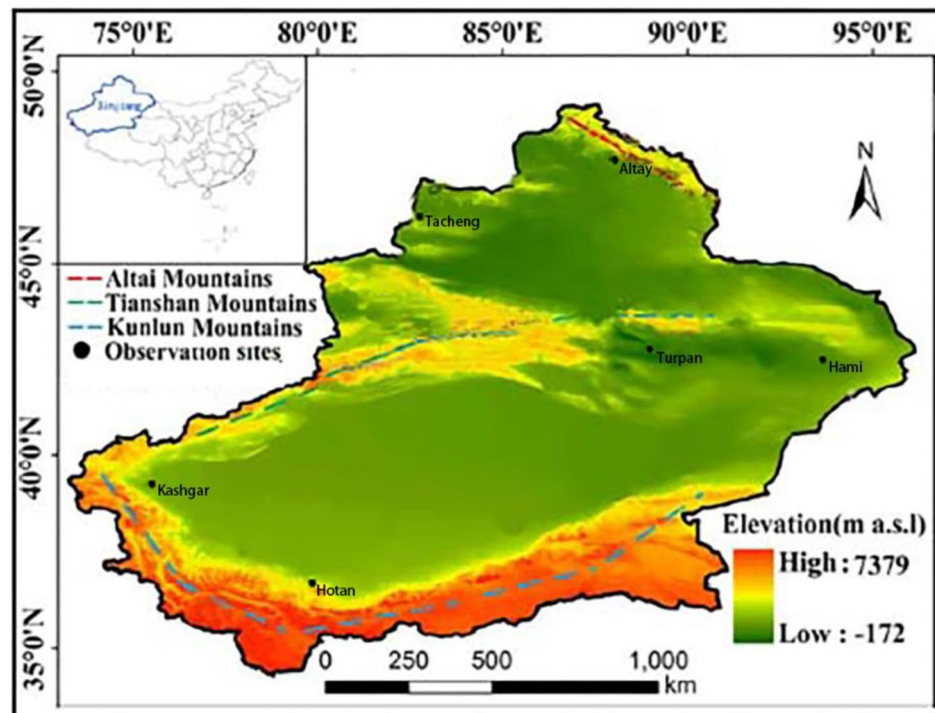 75°0'E 80°0'E 85°0'E 90°0'E 95°0'E
50°0'N
Xinjiang
N
Altay
Tacheng
45°0'N
Altai Mountains
Tianshan Mountains
Kunlun Mountains
Observation sites
Turpan
Hami
40°0'N
Kashgar
Elevation(m a.s.l)
High : 7379
Low : -172
Hotan
35°0'N
0 250 500 1,000
km